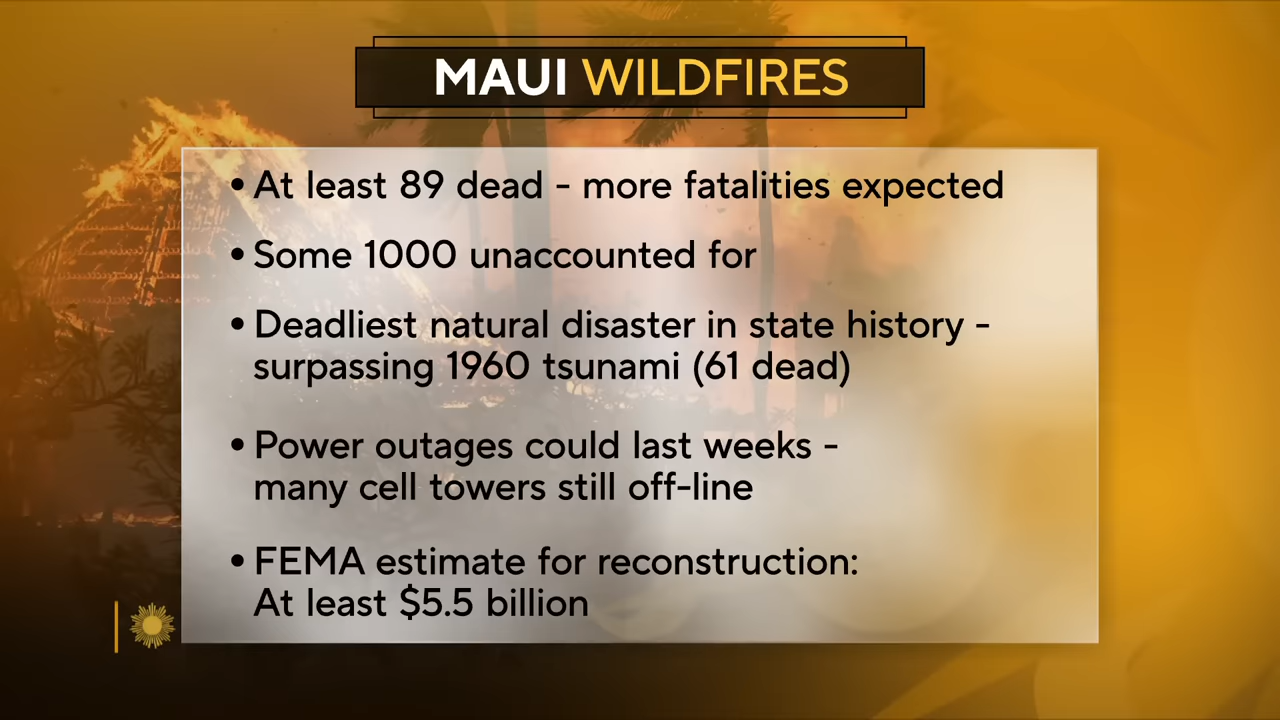 MAUI WILDFIRES
• At least 89 dead - more fatalities expected
• Some 1000 unaccounted for
• Deadliest natural disaster in state history -
surpassing 1960 tsunami (61 dead)
• Power outages could last weeks -
many cell towers still off-line
• FEMA estimate for reconstruction:
At least $5.5 billion